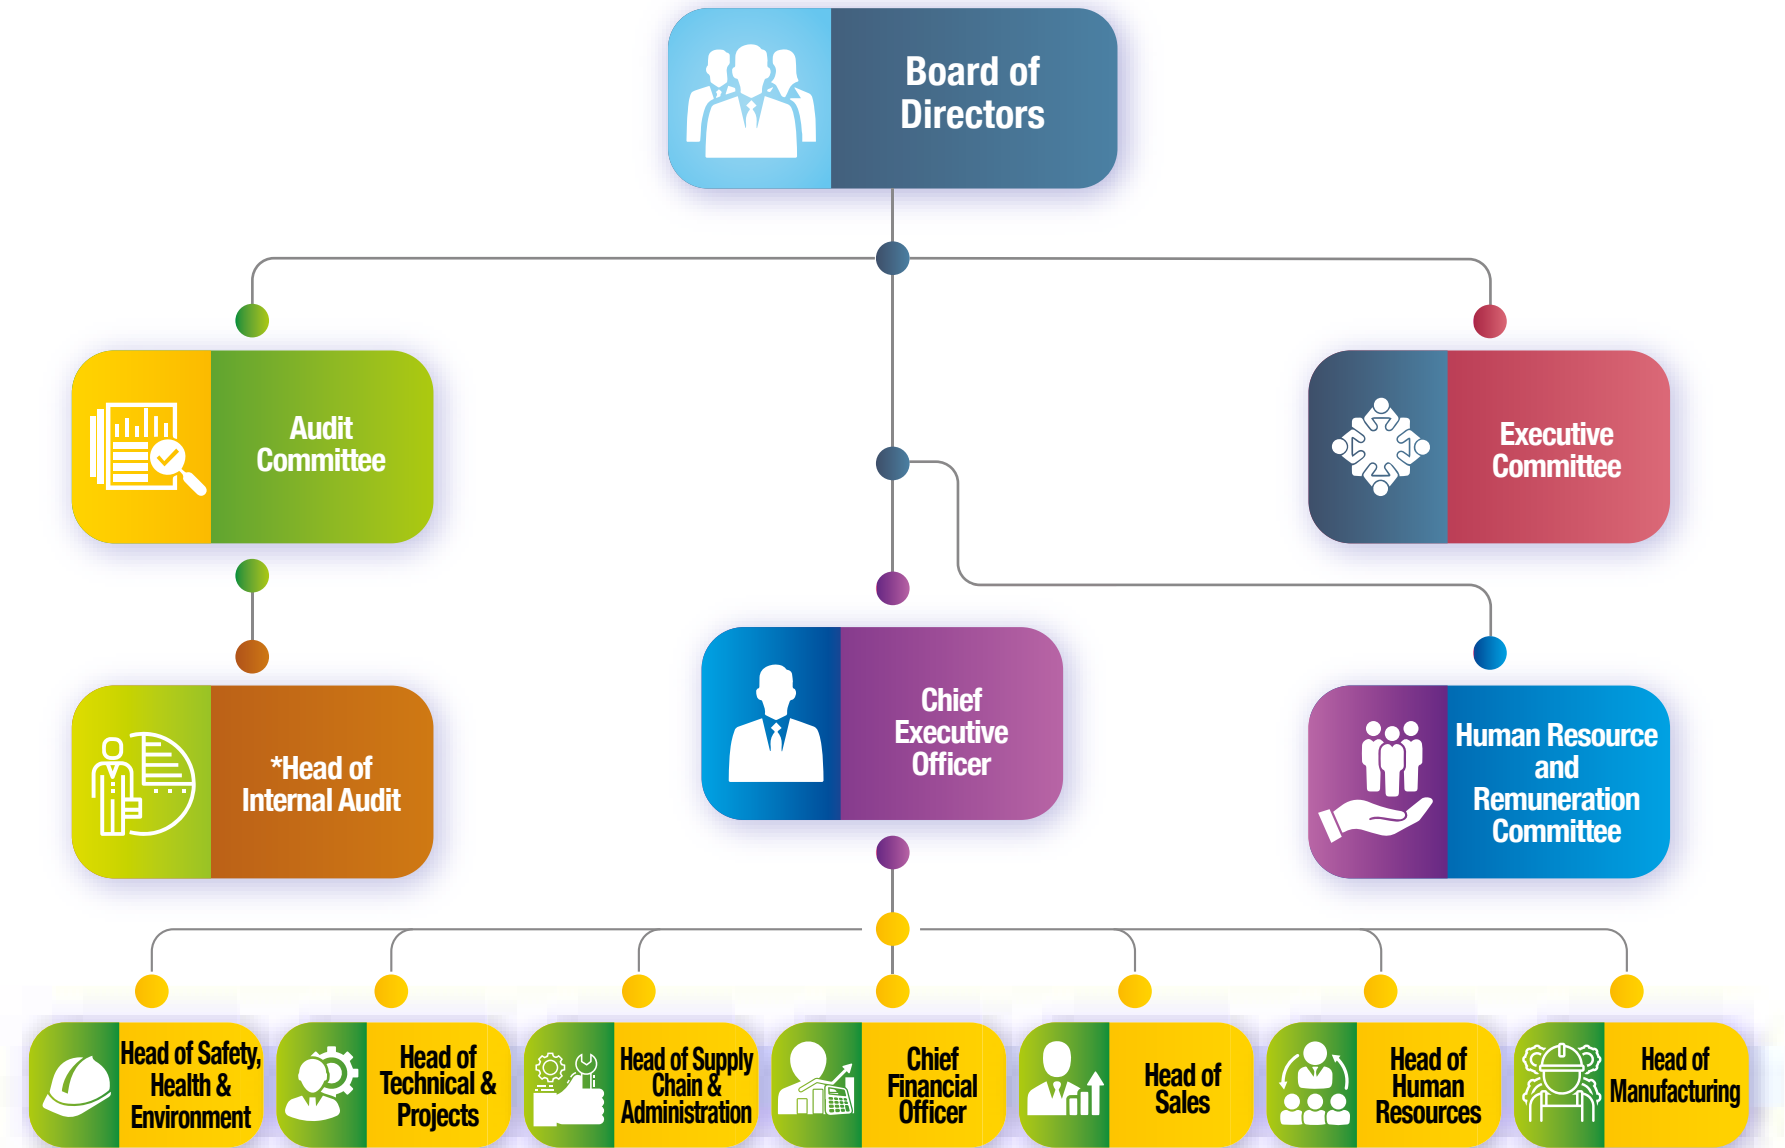 Board of
Directors
Audit
Committee
Executive
Committee
*Head of
Internal Audit
Chief
Executive
Officer
Human Resource
and
Remuneration
Committee
Head of Safety,
Health &
Environment
Head of
Technical &
Projects
Head of Supply
Chain &
Administration
Chief
Financial
Officer
Head of
Sales
Head of
Human
Resources
Head of
Manufacturing